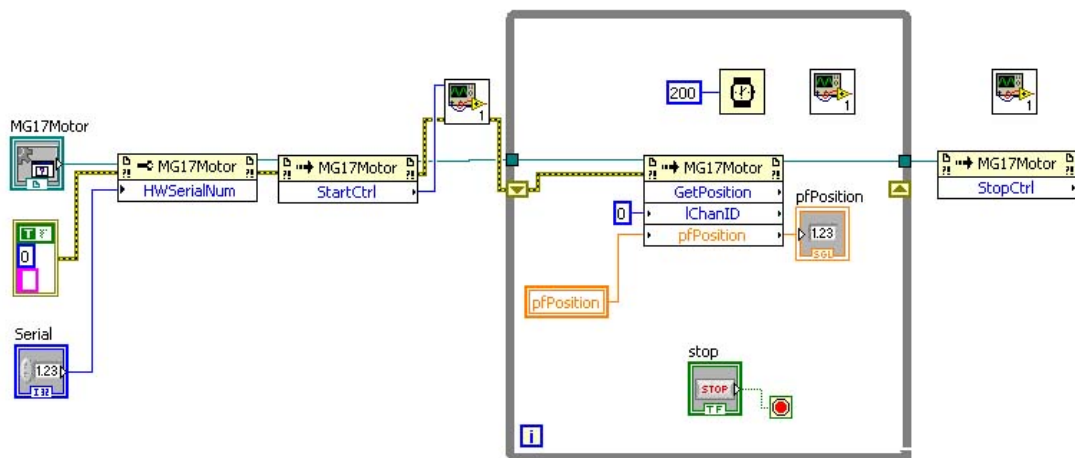 MG17Motor
MG17Motor
HWSerialNum
MG17Motor
StartCtrl
1
200
1
1
MG17Motor
GetPosition
lChanID
pfPosition
0
pfPosition
1.23
SGL
MG17Motor
StopCtrl
T F
0
pfPosition
Serial
1.23
I32
stop
STOP
TF
i